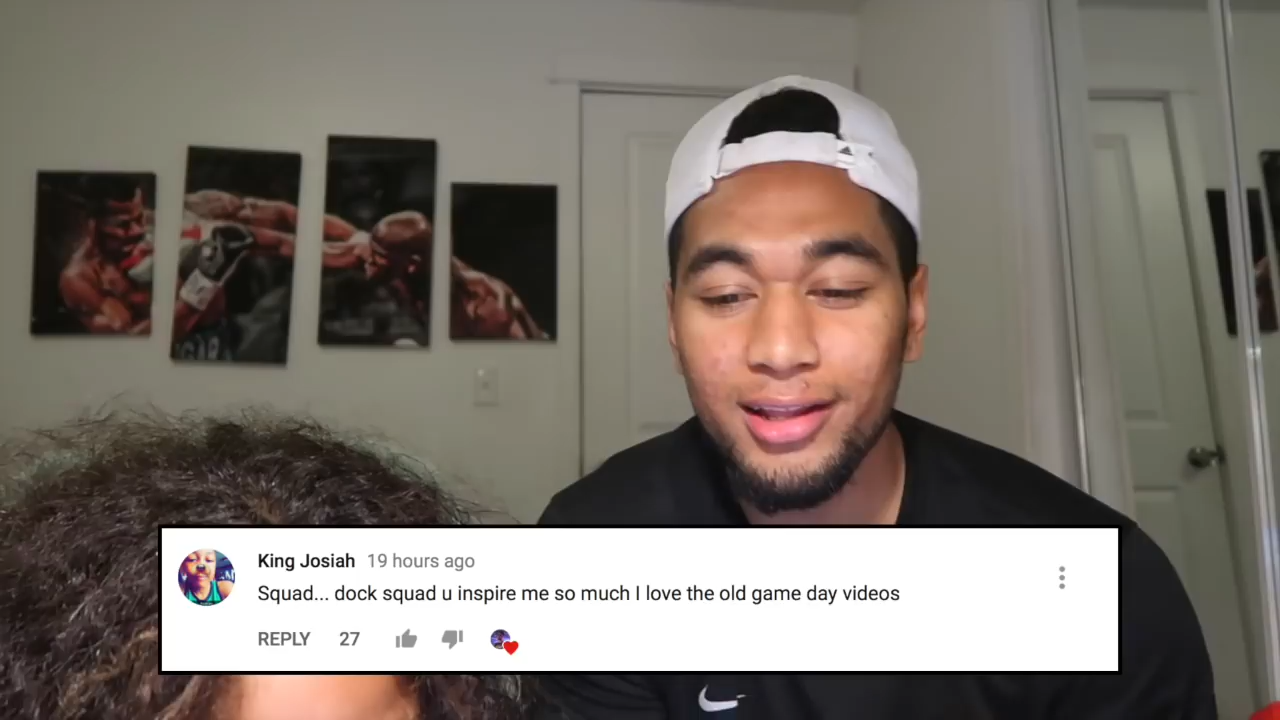 King Josiah 19 hours ago
Squad... dock squad u inspire me so much I love the old game day videos
REPLY 27